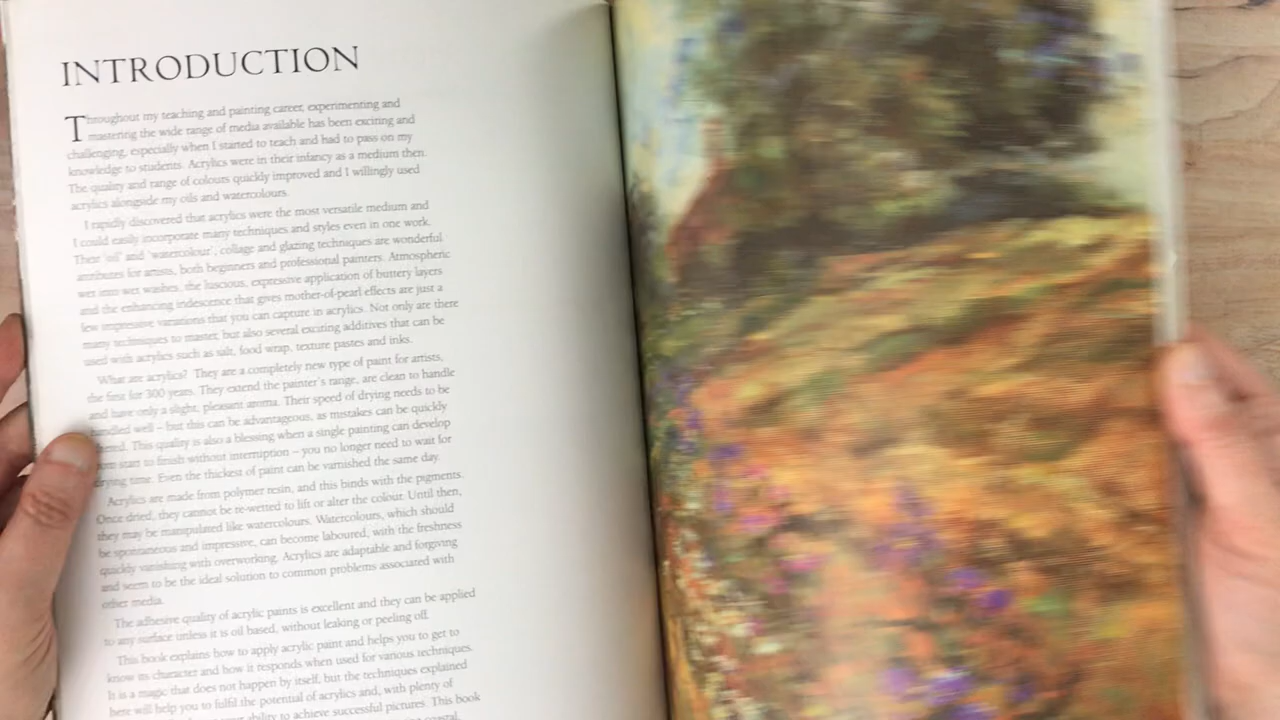 INTRODUCTION
Throughout my teaching and painting career, experimenting and
mastering the wide range of media available has been exciting and
challenging, especially when I started to teach and had to pass on my
knowledge to students. Acrylics were in their infancy as a medium then.
The quality and range of colours quickly improved and I willingly used
acrylics alongside my oils and watercolours.
I rapidly discovered that acrylics were the most versatile medium and
I could easily incorporate many techniques and styles even in one work.
Their 'oil' and 'watercolour', collage and glazing techniques are wonderful
attributes for artists, both beginners and professional painters. Atmospheric
wet into wet washes, the luscious, expressive application of buttery layers
and the enhancing iridescence that gives mother-of-pearl effects are just a
few impressive variations that you can capture in acrylics. Not only are there
many techniques to master, but also several exciting additives that can be
used with acrylics such as salt, food wrap, texture pastes and inks.
What are acrylics? They are a completely new type of paint for artists,
the first for 300 years. They extend the painter's range, are clean to handle
and have only a slight, pleasant aroma. Their speed of drying needs to be
handled well – but this can be advantageous, as mistakes can be quickly
This quality is also a blessing when a single painting can develop
start to finish without interruption – you no longer need to wait for
drying time. Even the thickest of paint can be varnished the same day.
Acrylics are made from polymer resin, and this binds with the pigments.
Once dried, they cannot be re-wetted to lift or alter the colour. Until then,
they may be manipulated like watercolours. Watercolours, which should
be spontaneous and impressive, can become laboured, with the freshness
quickly vanishing with overworking. Acrylics are adaptable and forgiving
and seem to be the ideal solution to common problems associated with
other media.
The adhesive quality of acrylic paints is excellent and they can be applied
to any surface unless it is oil based, without leaking or peeling off.
This book explains how to apply acrylic paint and helps you to get to
know its character and how it responds when used for various techniques.
It is a magic that does not happen by itself, but the techniques explained
here will help you to fulfil the potential of acrylics and, with plenty of
ability to achieve successful pictures. This book
coastal,